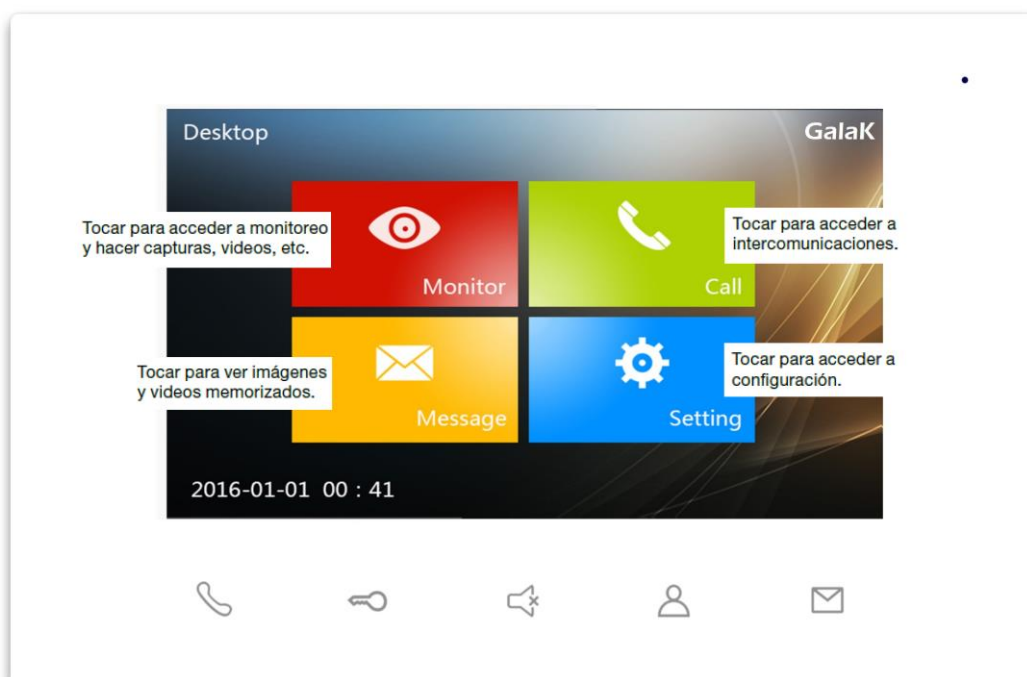 Desktop
GalaK
Tocar para acceder a monitoreo
y hacer capturas, videos, etc.
Monitor
Tocar para acceder a
intercomunicaciones.
Call
Tocar para ver imágenes
y videos memorizados.
Message
Tocar para acceder a
configuración.
Setting
2016-01-01 00 : 41